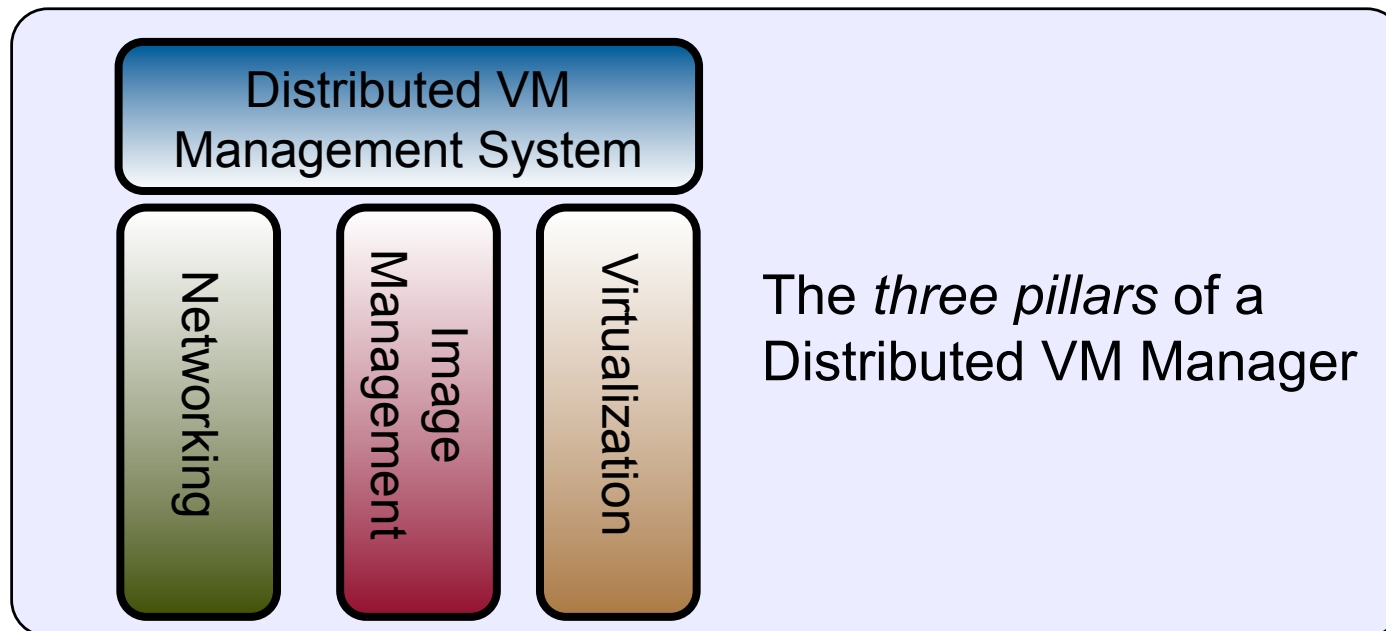 Distributed VM
Management System
Networking
Image
Management
Virtualization
The three pillars of a
Distributed VM Manager